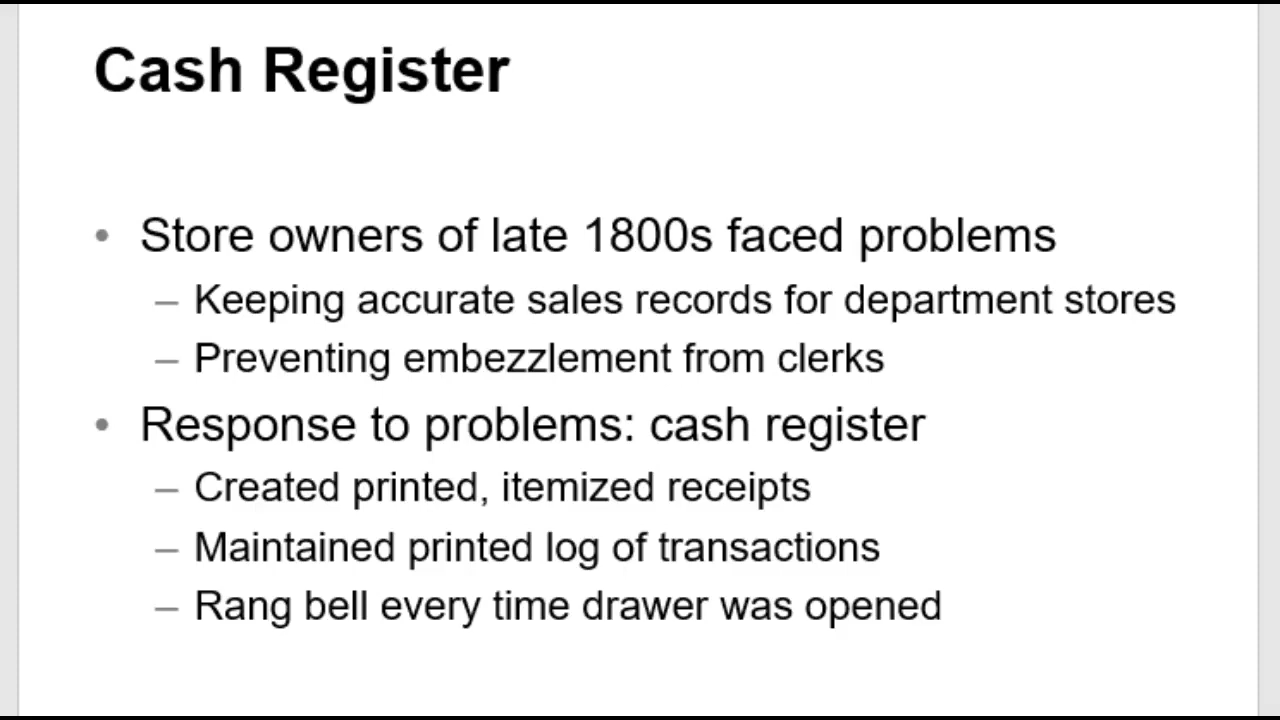 Cash Register
• Store owners of late 1800s faced problems
– Keeping accurate sales records for department stores
– Preventing embezzlement from clerks
• Response to problems: cash register
– Created printed, itemized receipts
– Maintained printed log of transactions
– Rang bell every time drawer was opened